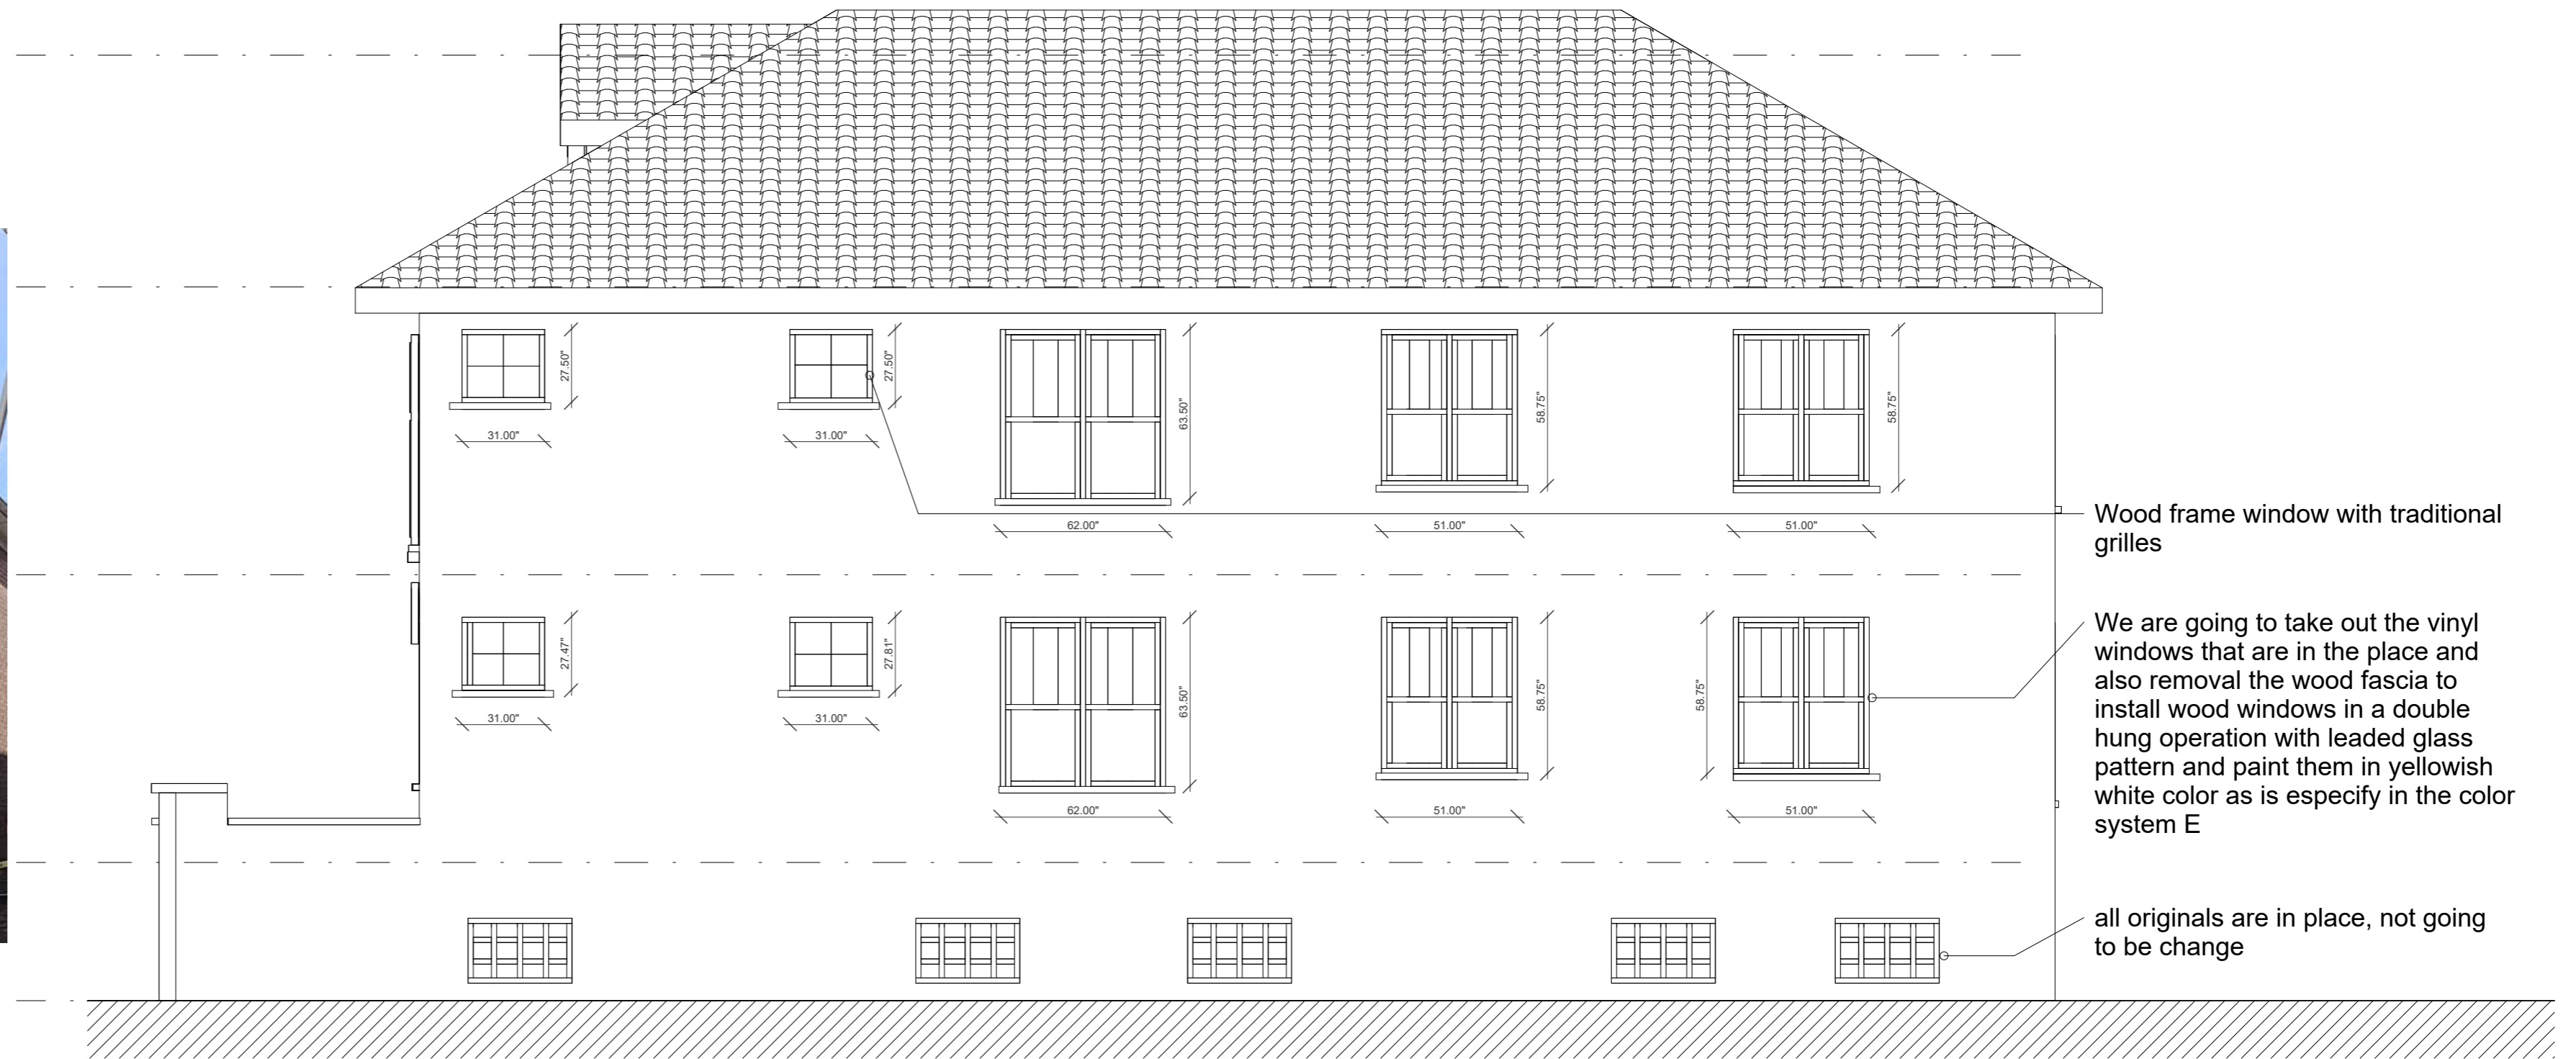 27.50"
27.50"
63.50"
58.75"
58.75"
31.00"
31.00"
62.00"
51.00"
51.00"
Wood frame window with traditional
grilles
27.47"
27.81"
63.50"
58.75"
58.75"
31.00"
31.00"
62.00"
51.00"
51.00"
We are going to take out the vinyl
windows that are in the place and
also removal the wood fascia to
install wood windows in a double
hung operation with leaded glass
pattern and paint them in yellowish
white color as is especify in the color
system E
all originals are in place, not going
to be change